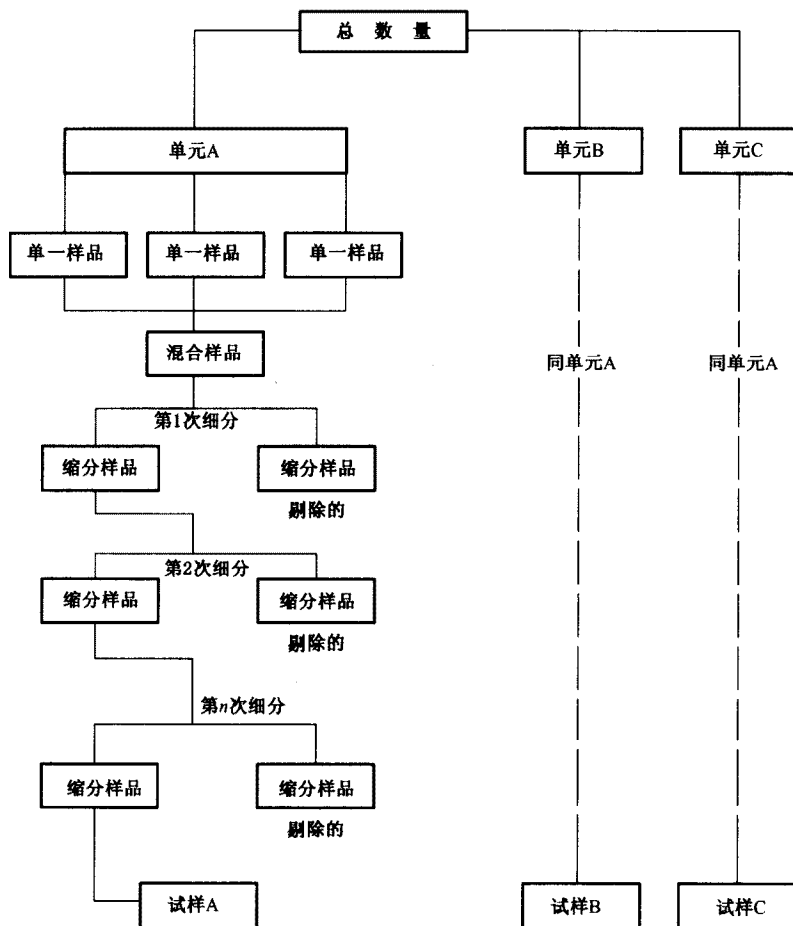 总 数 量
单元A
单元B
单元C
单一样品
单一样品
单一样品
混合样品
同单元A
同单元A
第1次细分
缩分样品
缩分样品
剔除的
第2次细分
缩分样品
缩分样品
剔除的
第n次细分
缩分样品
缩分样品
剔除的
试样A
试样B
试样C